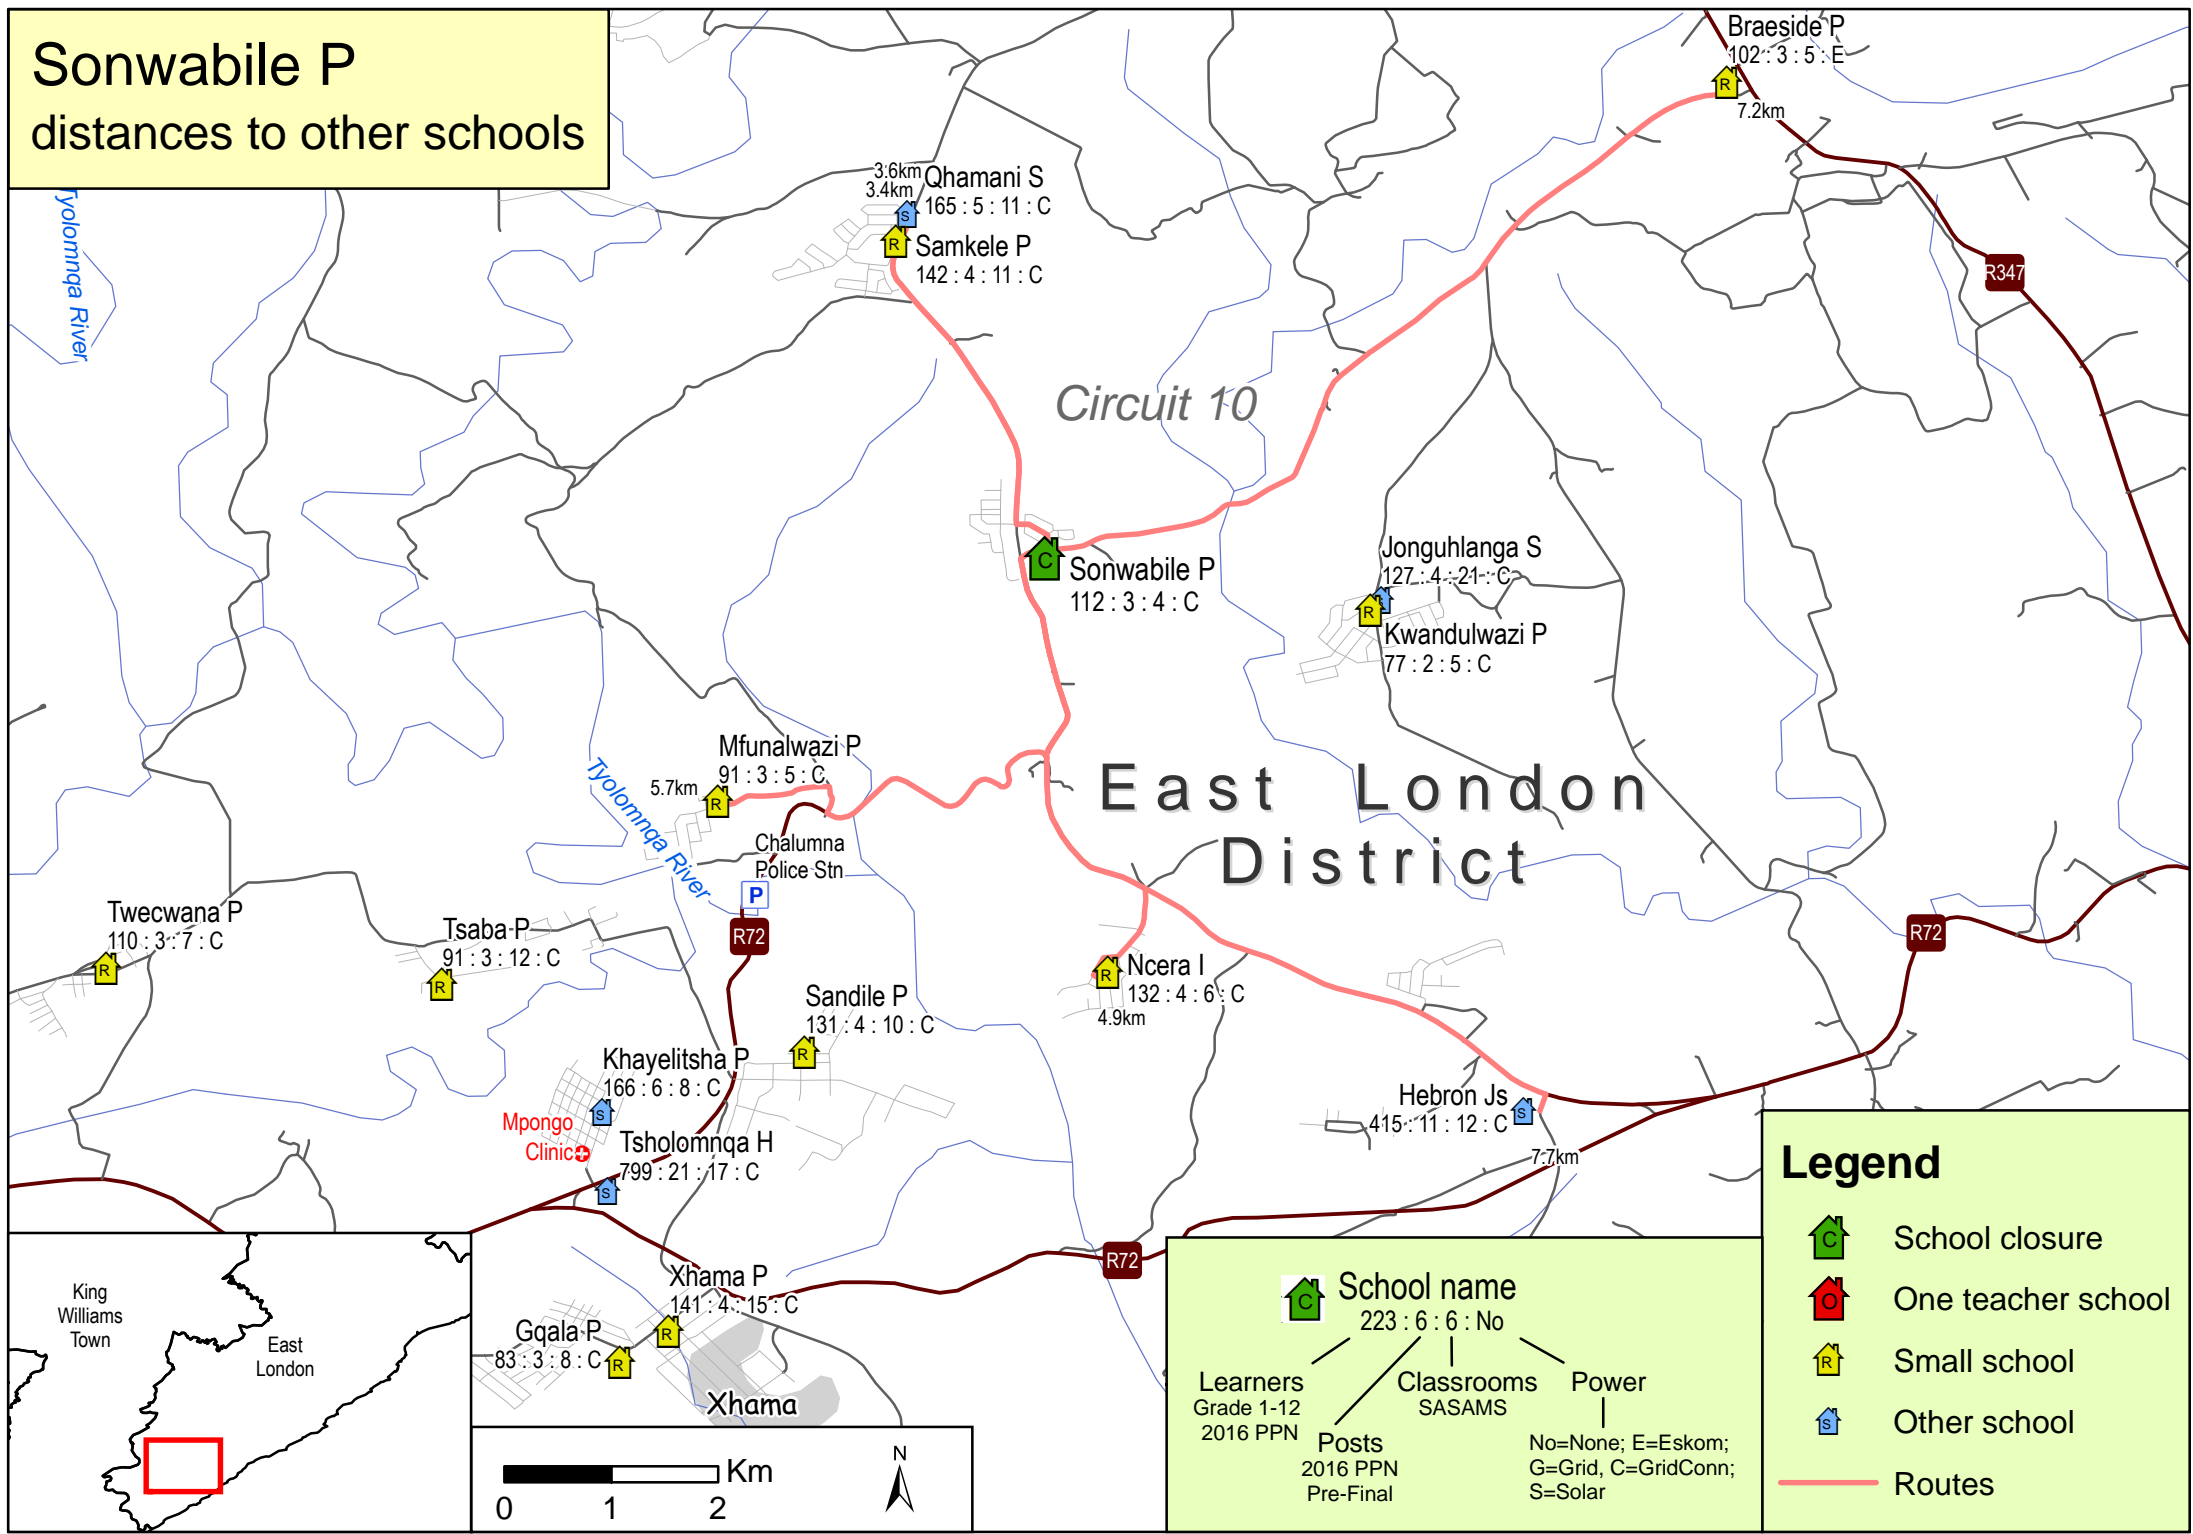 Sonwabile P
distances to other schools
Braeside P
102 : 3 : 5 : E
7.2km
3.6km
3.4km
Qhamani S
165 : 5 : 11 : C
S
R
Samkele P
142 : 4 : 11 : C
R
Tyolomnqa River
R347
Circuit 10
C
Sonwabile P
112 : 3 : 4 : C
Jonguhlanga S
127 : 4 : 21 : C
S
R
Kwandulwazi P
77 : 2 : 5 : C
Mfunalwazi P
91 : 3 : 5 : C
5.7km
R
Tyolomnqa River
East London
District
Chalumna
Police Stn
P
R72
Twecwana P
110 : 3 : 7 : C
R
Tsaba P
91 : 3 : 12 : C
R
R72
Ncera I
132 : 4 : 6 : C
R
4.9km
Sandile P
131 : 4 : 10 : C
R
Khayelitsha P
166 : 6 : 8 : C
S
Mpongo
Clinic
Hebron Js
415 : 11 : 12 : C
S
7.7km
Tsholomnqa H
799 : 21 : 17 : C
S
R72
Xhama P
141 : 4 : 15 : C
R
Gqala P
83 : 3 : 8 : C
R
Xhama
King
Williams
Town
East
London
0
1
2
Km
N
C
School name
223 : 6 : 6 : No
Learners
Grade 1-12
2016 PPN
Posts
2016 PPN
Pre-Final
Classrooms
SASAMS
Power
No=None; E=Eskom;
G=Grid, C=GridConn;
S=Solar
Legend
C
School closure
O
One teacher school
R
Small school
S
Other school
Routes